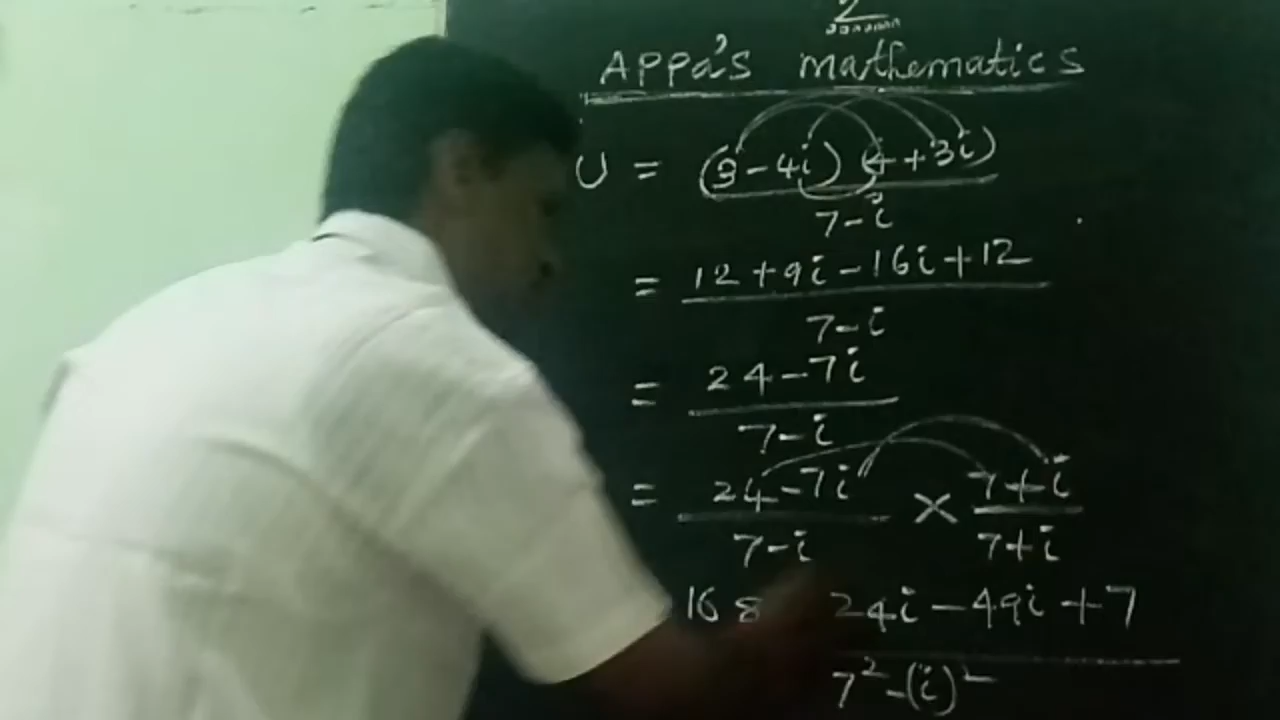 2
APPa's mathematics
U = (3-4i)(4+3i)
7-i
= 12+9i-16i+12
7-i
= 24-7i
7-i
= 24-7i × 7+i
7-i 7+i
168 24i-49i+7
7²-(i)²